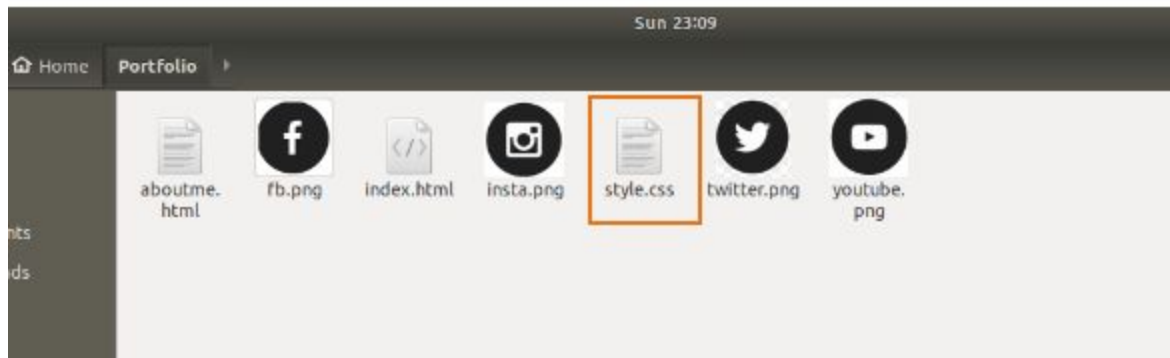 Sun 23:09
Home Portfolio
aboutme.
html
fb.png
index.html
insta.png
style.css
twitter.png
youtube.
png
nts
ds